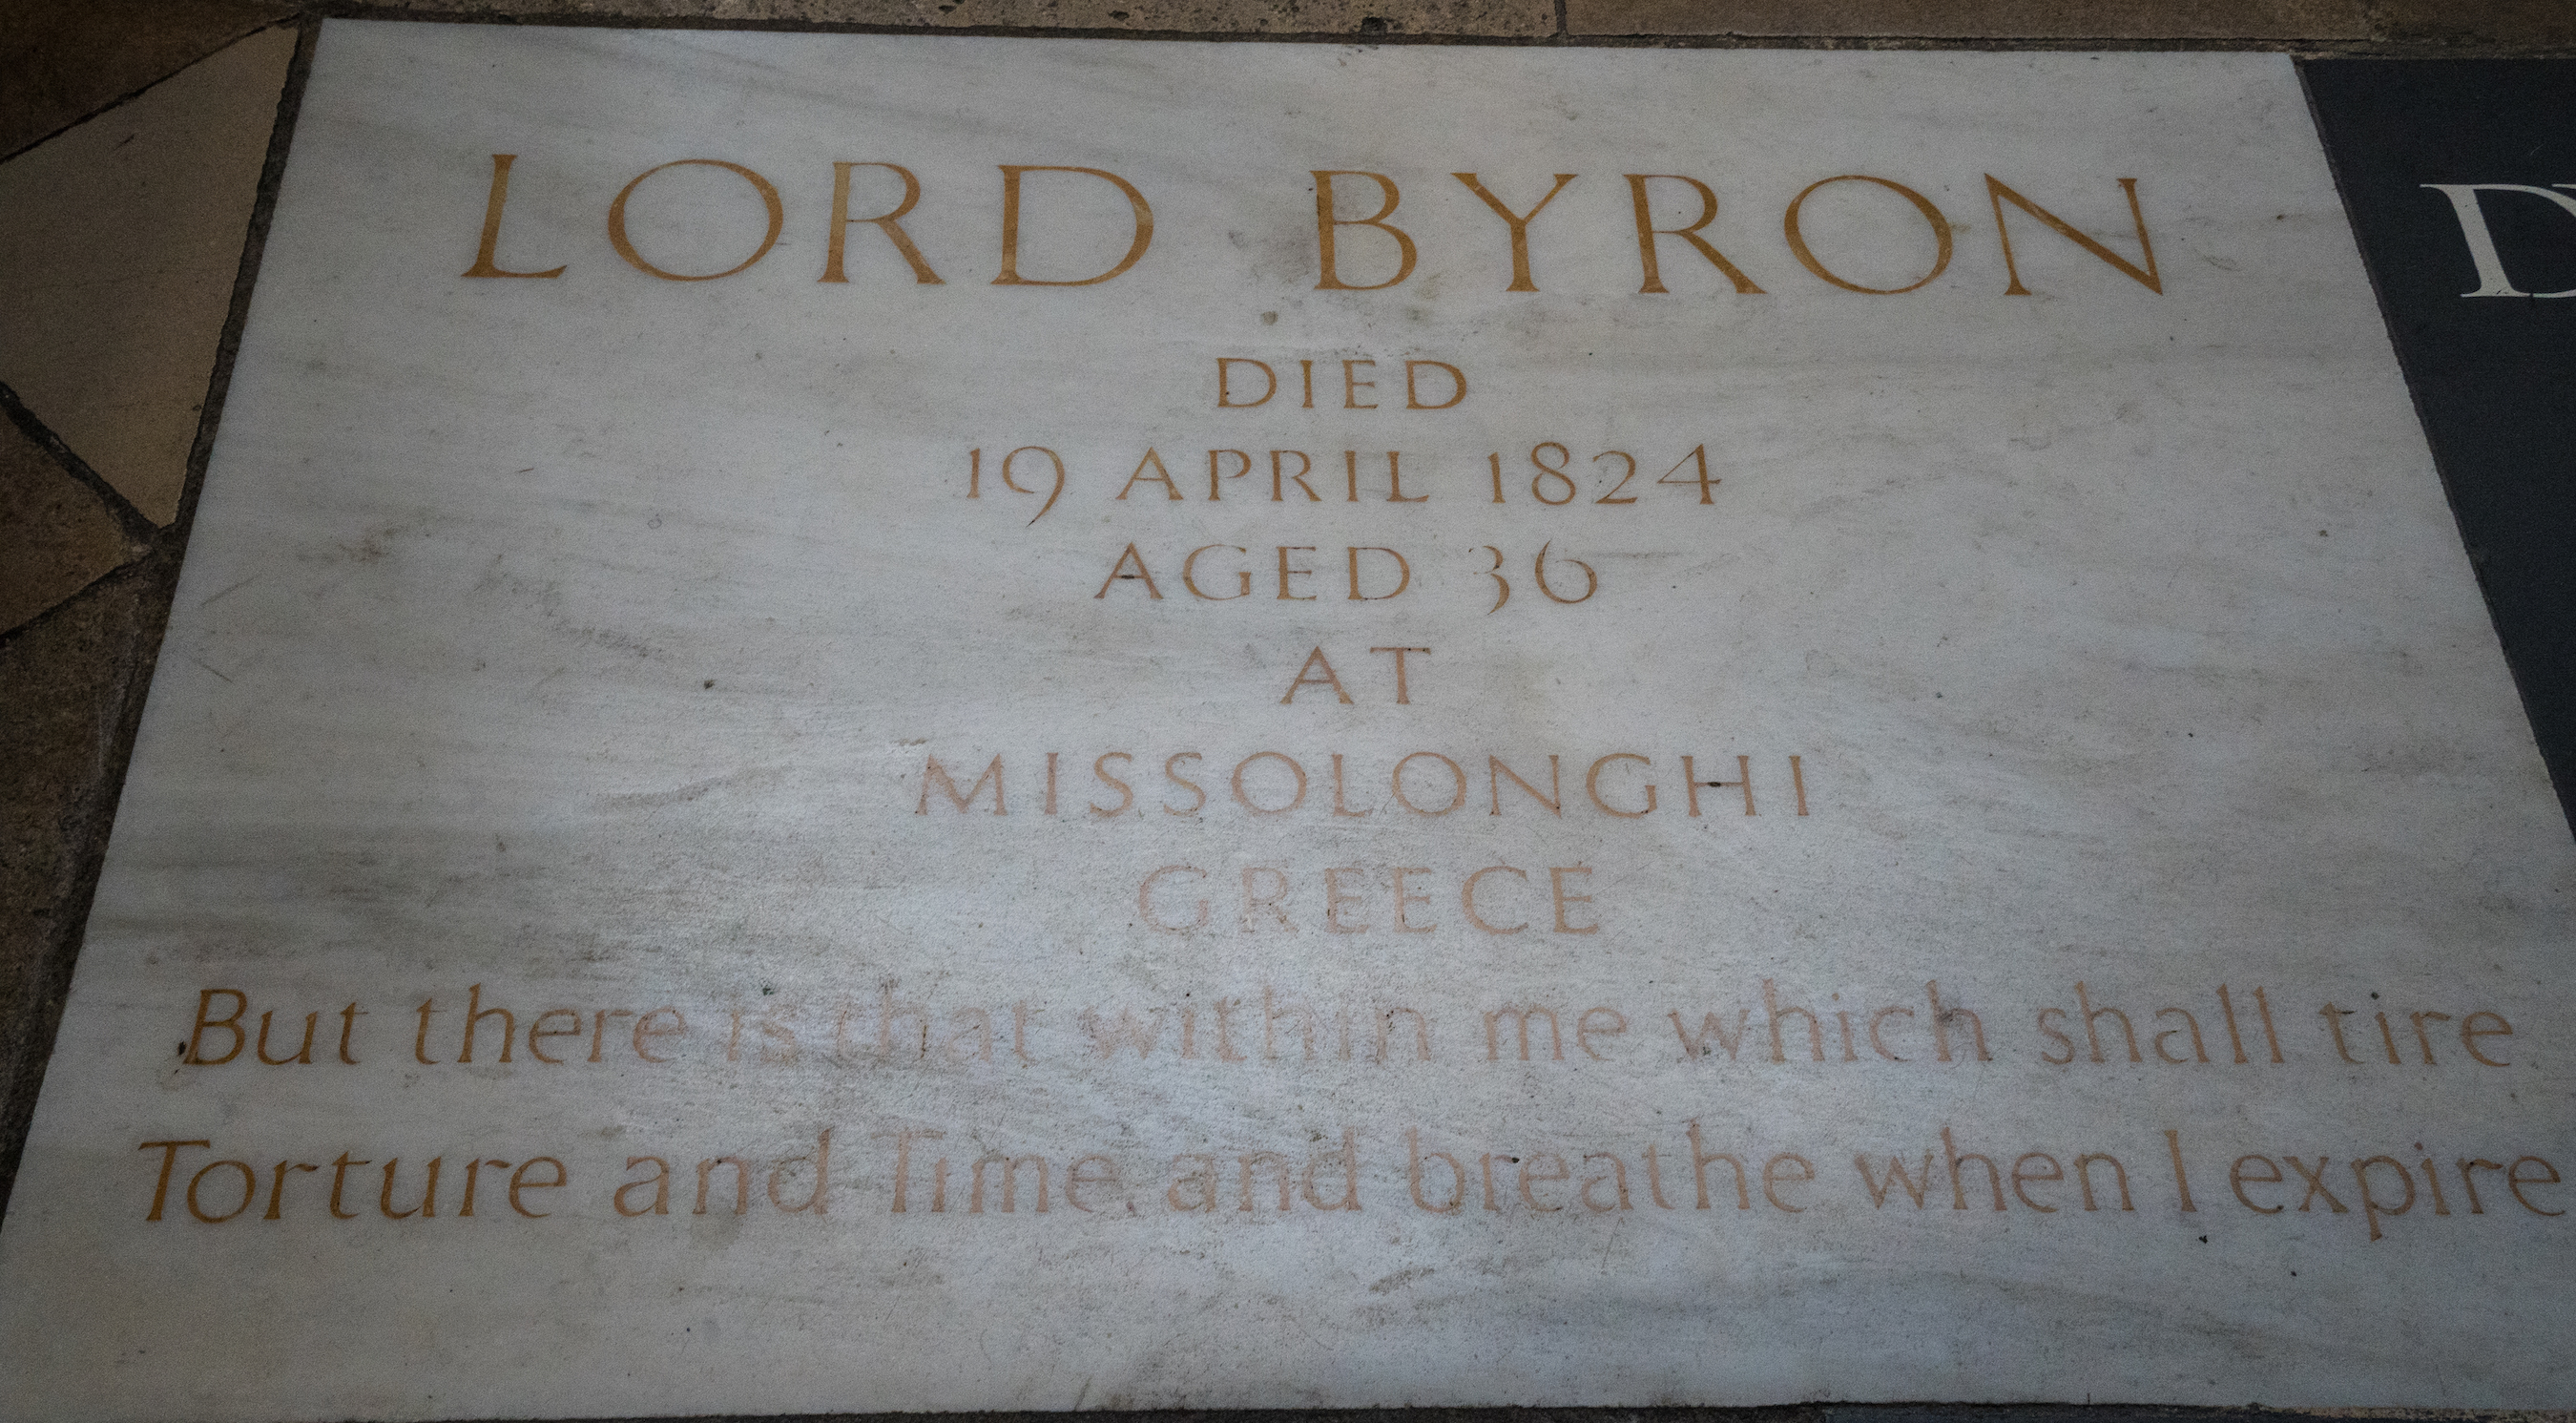 LORD BYRON
DIED
19 APRIL 1824
AGED 36
AT
MISSOLONGHI
GREECE
But there is that within me which shall tire
Torture and Time, and breathe when I expire